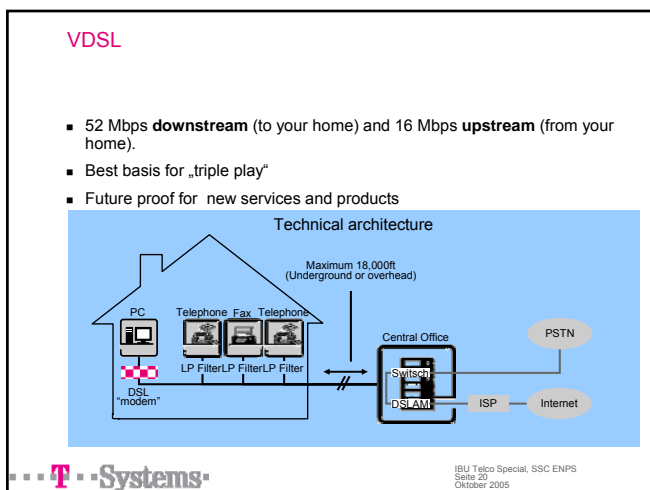 VDSL
▪ 52 Mbps downstream (to your home) and 16 Mbps upstream (from your
home).
▪ Best basis for „triple play“
▪ Future proof for  new services and products
Technical architecture
Maximum 18,000ft
(Underground or overhead)
PC
Telephone Fax Telephone
LP Filter LP Filter LP Filter
DSL
“modem”
Central Office
Switsch
DSLAM
PSTN
ISP
Internet
T Systems
IBU Telco Special, SSC ENPS
Seite 20
Oktober 2005